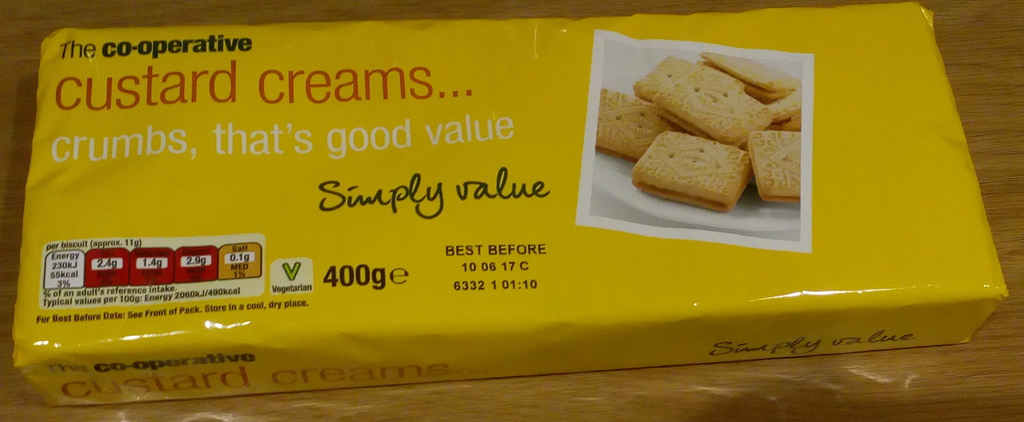 The co-operative
custard creams...
crumbs, that's good value
Simply value
per biscuit (approx. 11g)
Energy
230kJ
55kcal
3%
2.4g
1.4g
2.9g
Salt
0.1g
MED
1%
% of an adult's reference intake.
Typical values per 100g: Energy 2060kJ/490kcal
Vegetarian
400g e
BEST BEFORE
10 06 17 C
6332 1 01:10
For Best Before Date: See Front of Pack. Store in a cool, dry place.
The co-operative
custard creams...
Simply value